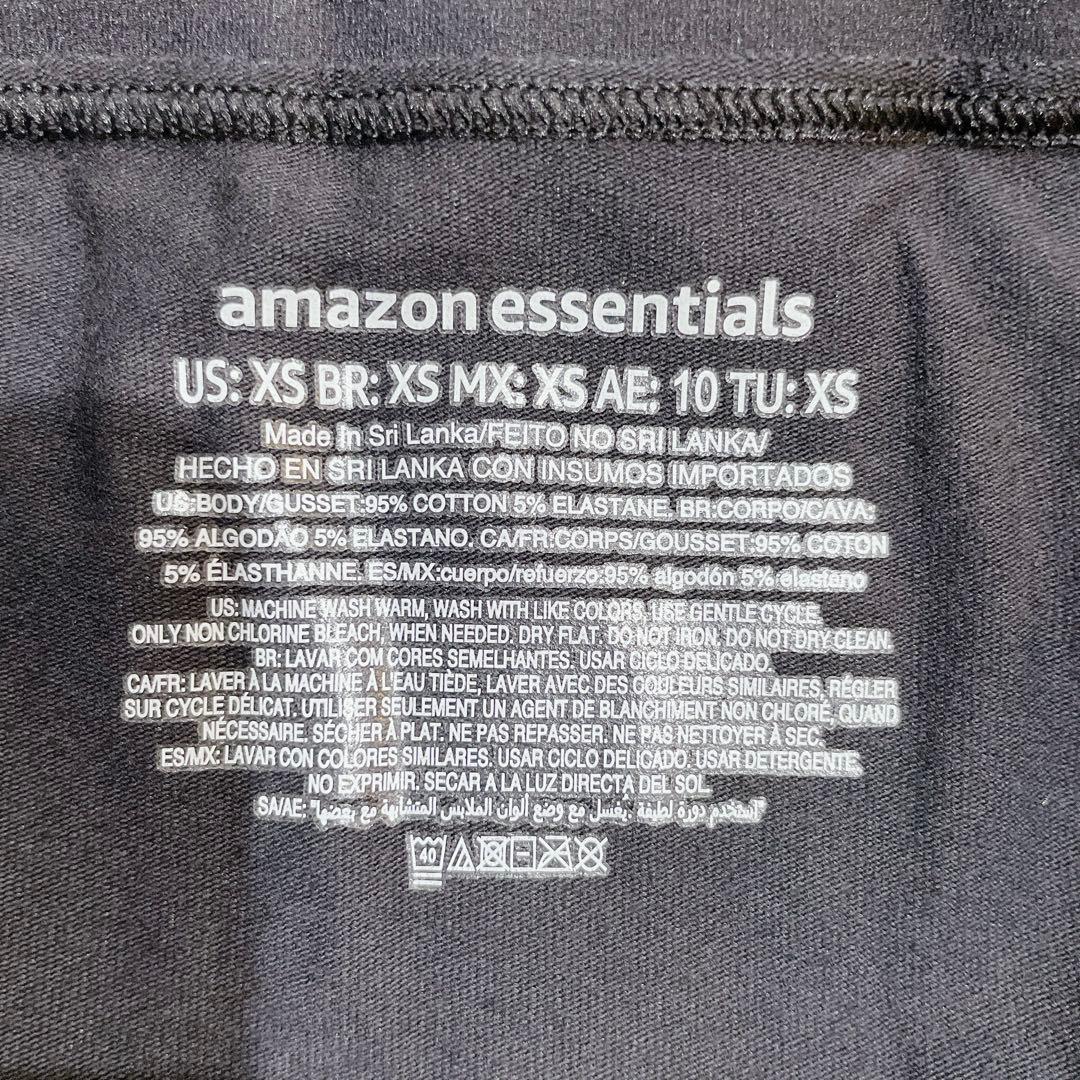 amazon essentials
US: XS BR: XS MX: XS AE: 10 TU: XS
Made In Sri Lanka/FEITO NO SRI LANKA/
HECHO EN SRI LANKA CON INSUMOS IMPORTADOS
US:BODY/GUSSET:95% COTTON 5% ELASTANE. BR:CORPO/CAVA:
95% ALGODÃO 5% ELASTANO. CA/FR:CORPS/GOUSSET:95% COTON
5% ÉLASTHANNE. ES/MX:cuerpo/refuerzo:95% algodón 5% elastano
US: MACHINE WASH WARM, WASH WITH LIKE COLORS, USE GENTLE CYCLE,
ONLY NON CHLORINE BLEACH, WHEN NEEDED. DRY FLAT. DO NOT IRON. DO NOT DRY CLEAN.
BR: LAVAR COM CORES SEMELHANTES. USAR CICLO DELICADO.
CA/FR: LAVER À LA MACHINE À L'EAU TIÈDE, LAVER AVEC DES COULEURS SIMILAIRES, RÉGLER
SUR CYCLE DÉLICAT. UTILISER SEULEMENT UN AGENT DE BLANCHIMENT NON CHLORÉ, QUAND
NÉCESSAIRE. SÉCHER À PLAT. NE PAS REPASSER. NE PAS NETTOYER À SEC.
ES/MX: LAVAR CON COLORES SIMILARES. USAR CICLO DELICADO. USAR DETERGENTE.
NO EXPRIMIR. SECAR A LA LUZ DIRECTA DEL SOL.
SA/AE: "استخدم دورة لطيفة .يغسل مع وضع ألوان الملابس المتشابهة مع بعضها"
40